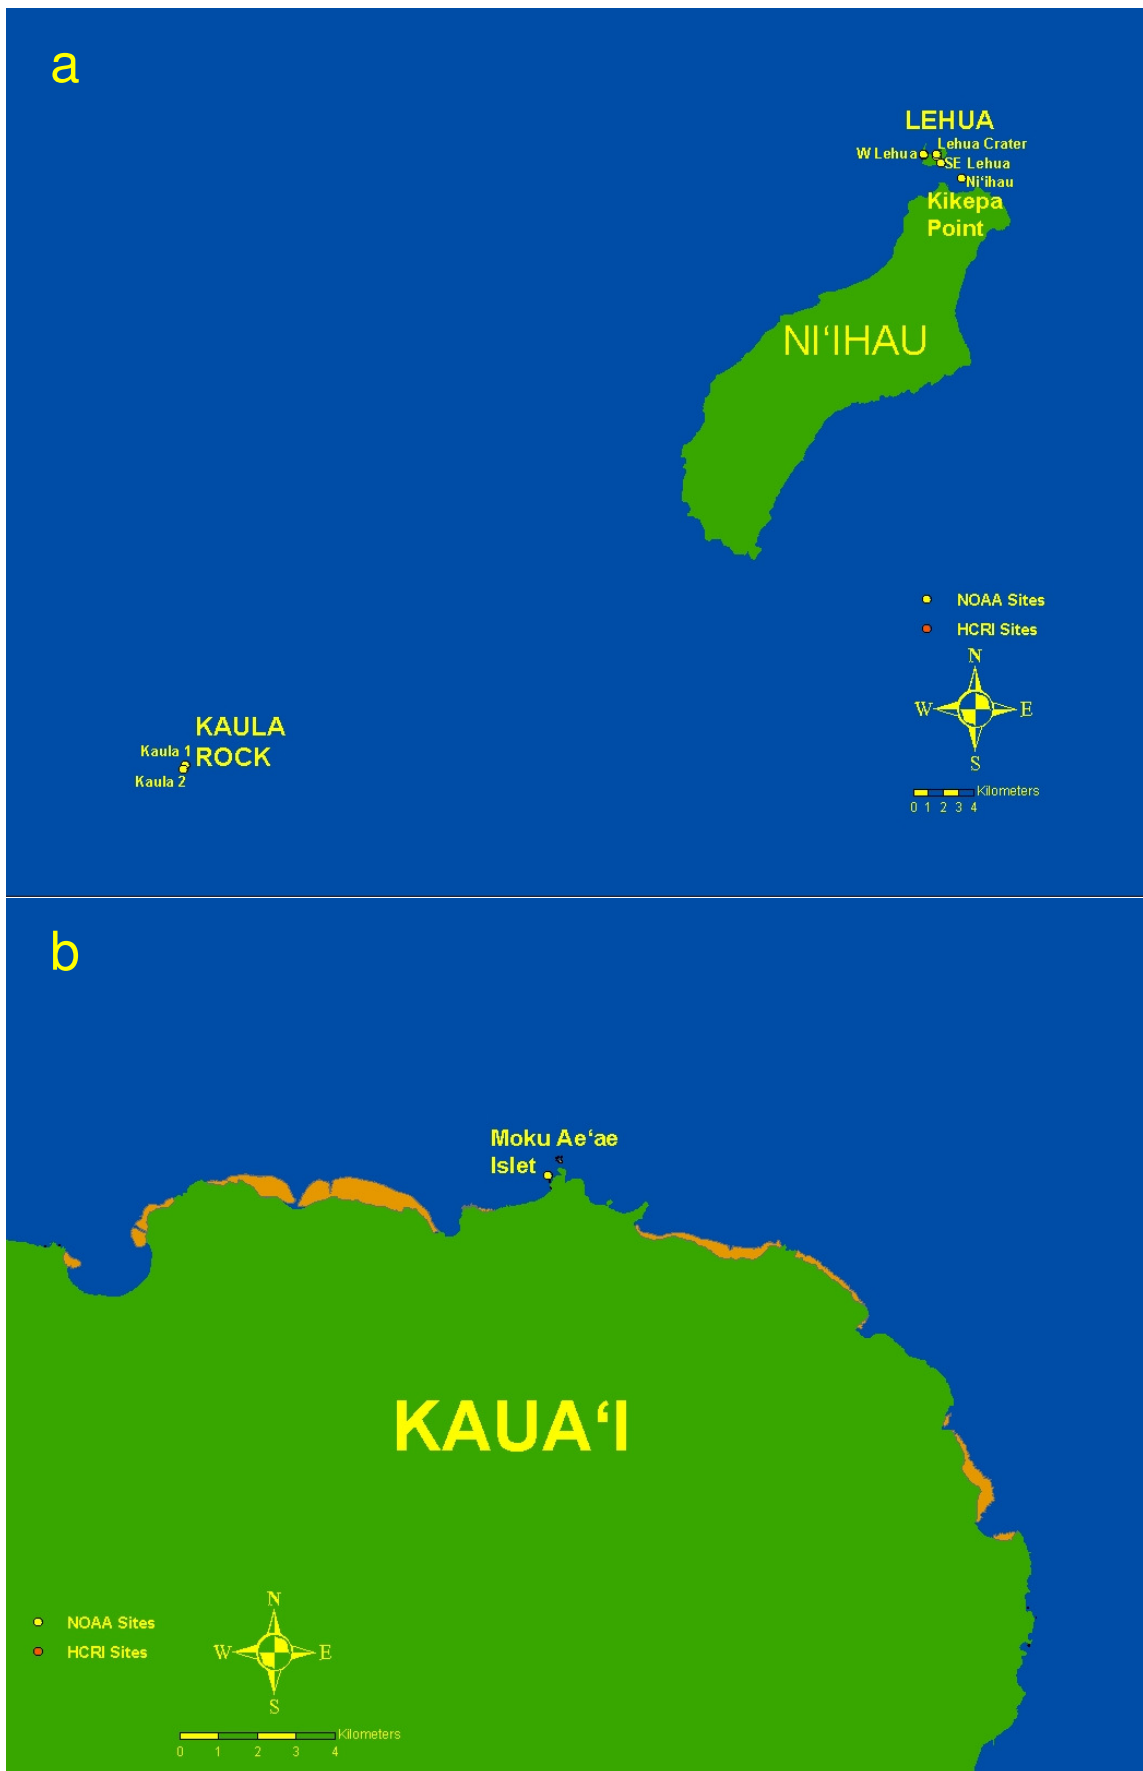 a
LEHUA
Lehua Crater
W Lehua
SE Lehua
Ni‘ihau
Kikepa
Point
NI‘IHAU
NOAA Sites
HCRI Sites
N
W E
S
Kilometers
0 1 2 3 4
KAULA
ROCK
Kaula 1
Kaula 2
b
Moku Ae‘ae
Islet
KAUA‘I
NOAA Sites
HCRI Sites
N
W E
S
Kilometers
0 1 2 3 4